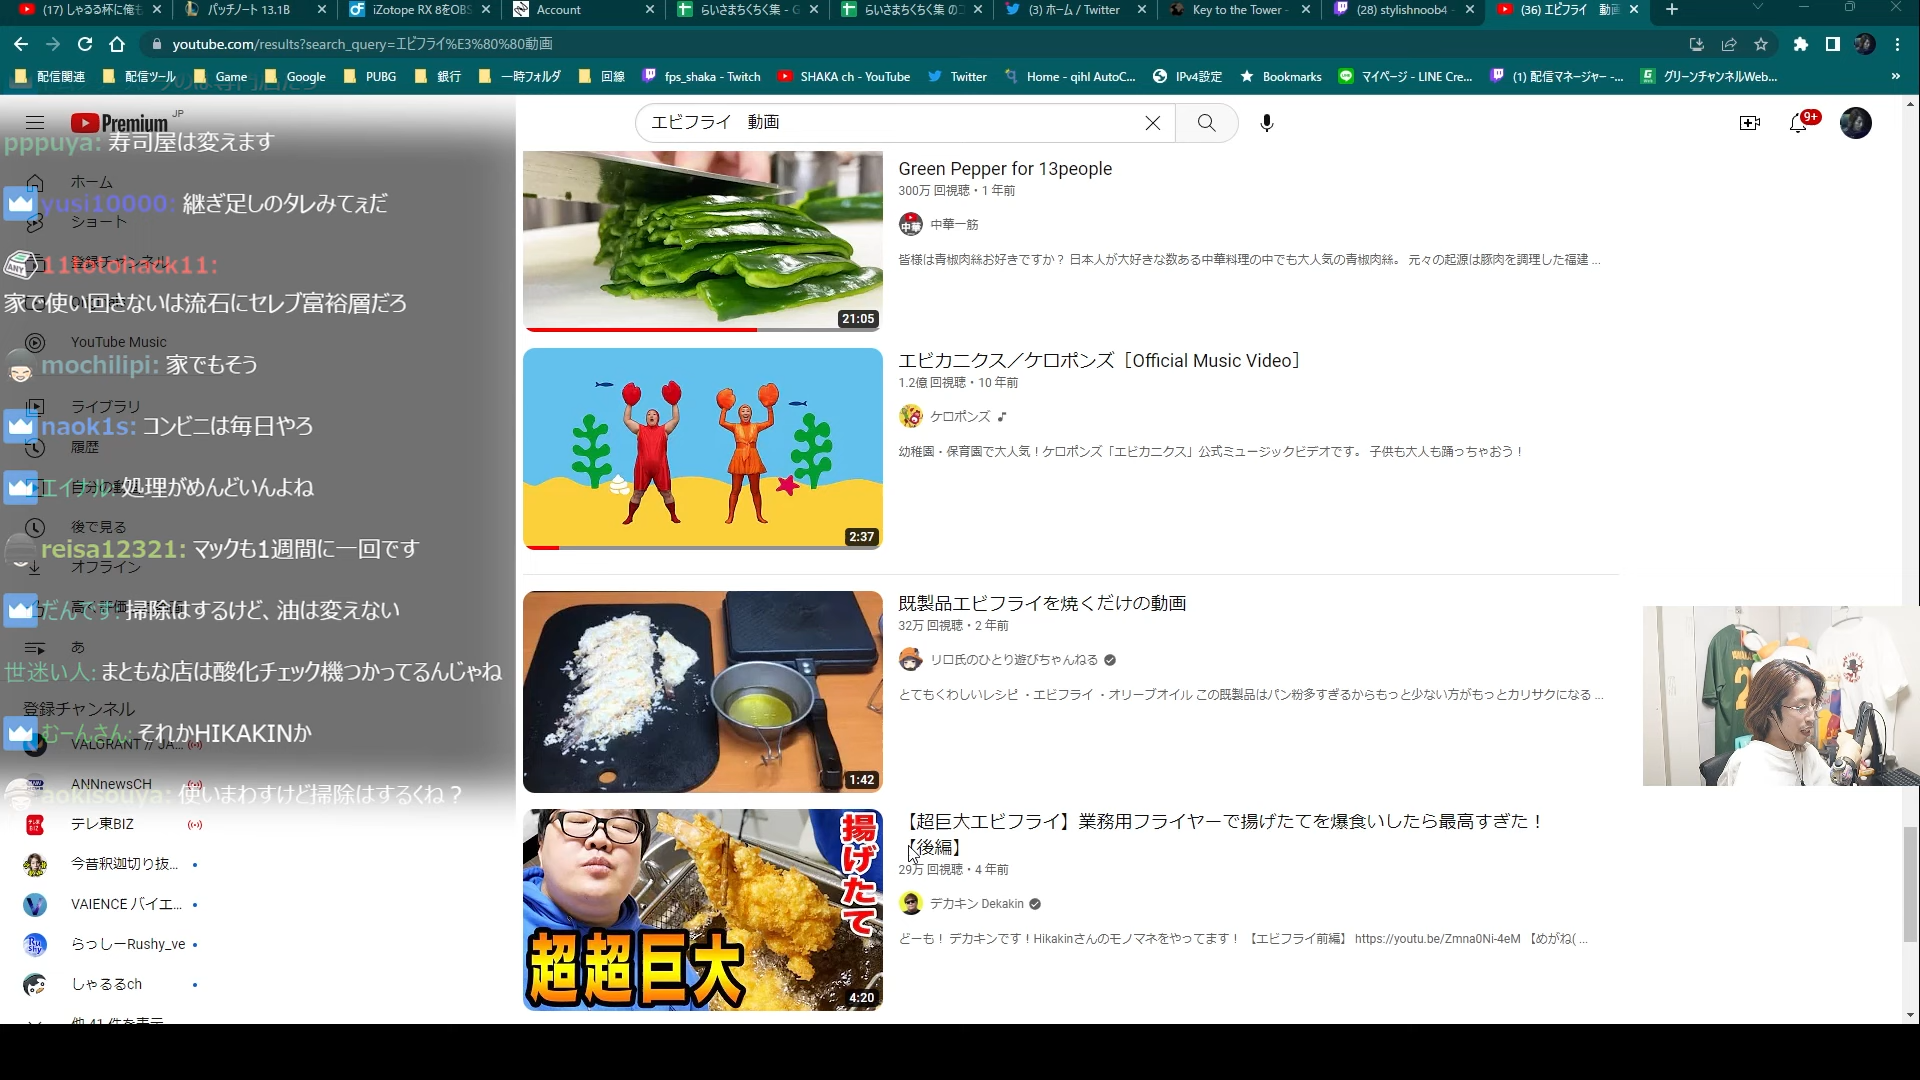 (17) しゃるる杯に俺も
パッチノート 13.1B
iZotope RX 8をOBS
Account
らいさまちくちく集 - G
らいさまちくちく集 のコ
(3) ホーム / Twitter
Key to the Tower -
(28) stylishnoob4 -
(36) エビフライ 動画
youtube.com/results?search_query=エビフライ%E3%80%80動画
配信関連
配信ツール
Game
Google
PUBG
銀行
一時フォルダ
回線
fps_shaka - Twitch
SHAKA ch - YouTube
Twitter
Home - qihl AutoC...
IPv4設定
Bookmarks
マイページ - LINE Cre...
(1) 配信マネージャー -...
グリーンチャンネルWeb...
Premium JP
エビフライ 動画
9+
pppuya: 寿司屋は変えます
ホーム
yusi10000: 継ぎ足しのタレみてぇだ
ショート
登録チャンネル
11totohack11:
家で使い回さないは流石にセレブ富裕層だろ
YouTube Music
mochilipi: 家でもそう
ライブラリ
naok1s: コンビニは毎日やろ
履歴
エイナル: 処理がめんどいんよね
後で見る
reisa12321: マックも1週間に一回です
オフライン
だんです: 掃除はするけど、油は変えない
あ
世迷い人: まともな店は酸化チェック機つかってるんじゃね
登録チャンネル
むーんさん: それかHIKAKINか
VALORANT // JA...
ANNnewsCH
aokisouya: 使いまわすけど掃除はするくね？
テレ東BIZ
今昔釈迦切り抜...
VAIENCE バイエ...
らっしーRushy_ve
しゃるるch
他 41 件を表示
Green Pepper for 13people
300万 回視聴・1 年前
中華一筋
皆様は青椒肉絲お好きですか？ 日本人が大好きな数ある中華料理の中でも大人気の青椒肉絲。 元々の起源は豚肉を調理した福建 ...
21:05
エビカニクス／ケロポンズ［Official Music Video］
1.2億 回視聴・10 年前
ケロポンズ
幼稚園・保育園で大人気！ケロポンズ「エビカニクス」公式ミュージックビデオです。 子供も大人も踊っちゃおう！
2:37
既製品エビフライを焼くだけの動画
32万 回視聴・2 年前
リロ氏のひとり遊びちゃんねる
とてもくわしいレシピ ・エビフライ ・オリーブオイル この既製品はパン粉多すぎるからもっと少ない方がもっとカリサクになる ...
1:42
【超巨大エビフライ】業務用フライヤーで揚げたてを爆食いしたら最高すぎた！
【後編】
29万 回視聴・4 年前
デカキン Dekakin
どーも！ デカキンです！Hikakinさんのモノマネをやってます！ 【エビフライ前編】 https://youtu.be/Zmna0Ni-4eM 【めがね( ...
揚げたて
超超巨大
4:20